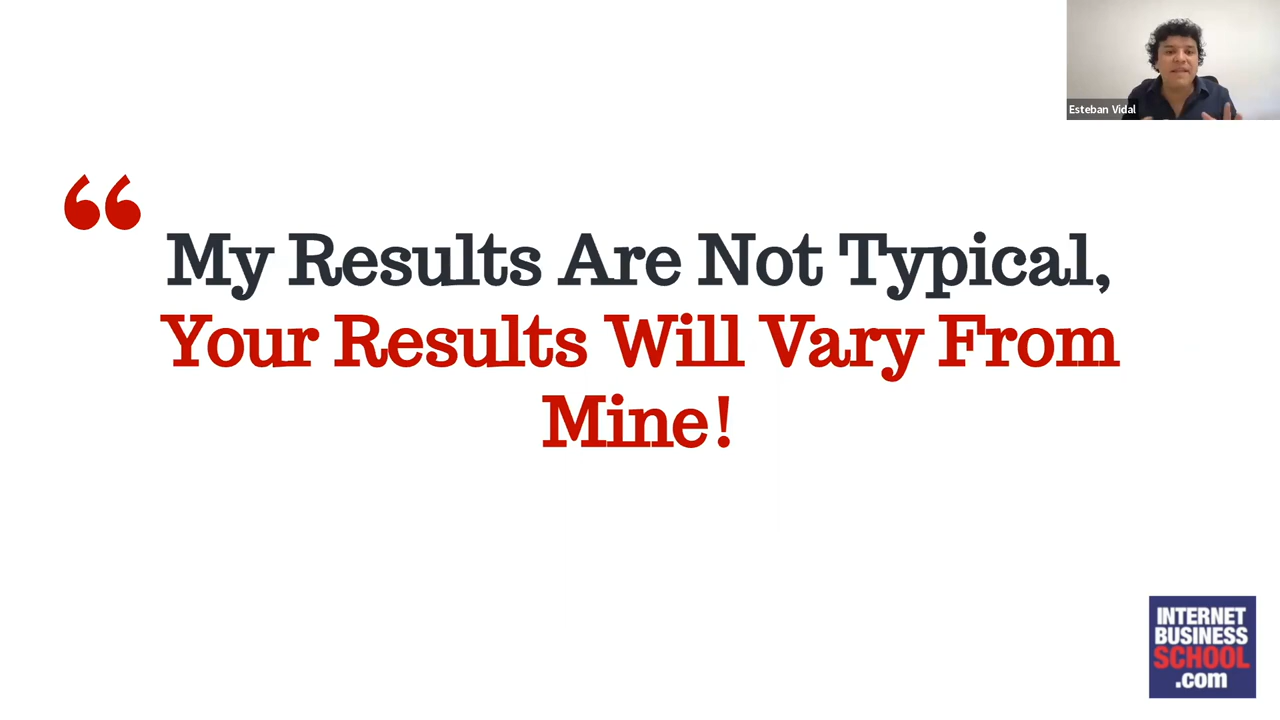 Esteban Vidal
“
My Results Are Not Typical,
Your Results Will Vary From
Mine!
INTERNET
BUSINESS
SCHOOL
.com